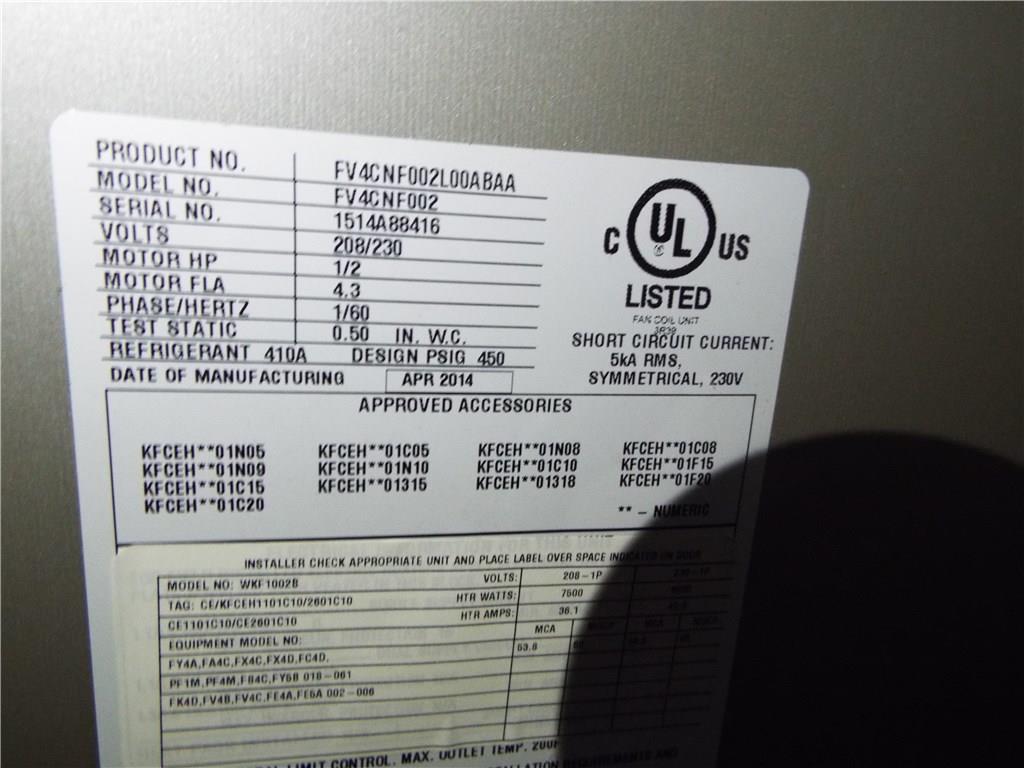 PRODUCT NO. FV4CNF002L00ABAA
MODEL NO. FV4CNF002
SERIAL NO. 1514A88416
VOLTS 208/230
MOTOR HP 1/2
MOTOR FLA 4.3
PHASE/HERTZ 1/60
TEST STATIC 0.50 IN. W.C.
REFRIGERANT 410A DESIGN PSIG 450
DATE OF MANUFACTURING APR 2014
C UL US
LISTED
FAN COIL UNIT
SHORT CIRCUIT CURRENT:
5kA RMS,
SYMMETRICAL, 230V
APPROVED ACCESSORIES
KFCEH**01N05 KFCEH**01C05 KFCEH**01N08 KFCEH**01C08
KFCEH**01N09 KFCEH**01N10 KFCEH**01C10 KFCEH**01F15
KFCEH**01C15 KFCEH**01315 KFCEH**01318 KFCEH**01F20
KFCEH**01C20
** - NUMERIC
INSTALLER CHECK APPROPRIATE UNIT AND PLACE LABEL OVER SPACE INDICATED ON DOOR
MODEL NO: WKF1002B VOLTS: 208-1P 230-1P
TAG: CE/KFCEH1101C10/2601C10 HTR WATTS: 7500
CE1101C10/CE2601C10 HTR AMPS: 36.1
EQUIPMENT MODEL NO: MCA MCA
FY4A,FA4C,FX4C,FX4D,FC4D, 53.8
PF1M,PF4M,FB4C,FY5B 018-061
FK4D,FV4B,FV4C,FE4A,FE5A 002-006
LIMIT CONTROL. MAX. OUTLET TEMP. 200F